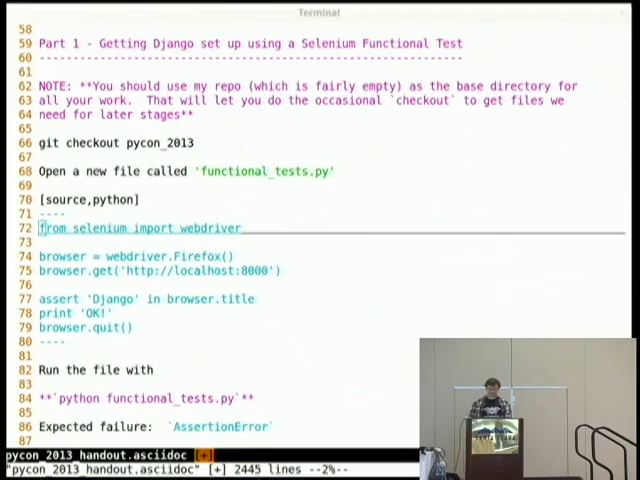 Terminal
58
59 Part 1 - Getting Django set up using a Selenium Functional Test
60 ---------------------------------------------------------------
61
62 NOTE: **You should use my repo (which is fairly empty) as the base directory for
63 all your work.  That will let you do the occasional `checkout` to get files we
64 need for later stages**
65
66 git checkout pycon_2013
67
68 Open a new file called 'functional_tests.py'
69
70 [source,python]
71 ----
72 from selenium import webdriver
73
74 browser = webdriver.Firefox()
75 browser.get('http://localhost:8000')
76
77 assert 'Django' in browser.title
78 print 'OK!'
79 browser.quit()
80 ----
81
82 Run the file with
83
84 **`python functional_tests.py`**
85
86 Expected failure:  `AssertionError`
87
pycon_2013_handout.asciidoc [+]
"pycon_2013_handout.asciidoc" [+] 2445 lines --2%--